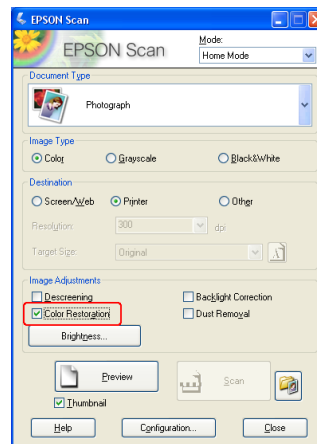 EPSON Scan
EPSON Scan
Mode:
Home Mode
Document Type
Photograph
Image Type
Color
Grayscale
Black&White
Destination
Screen/Web
Printer
Other
Resolution:
300
dpi
Target Size:
Original
A
Image Adjustments
Descreening
Backlight Correction
Color Restoration
Dust Removal
Brightness...
Preview
Scan
Thumbnail
Help
Configuration...
Close